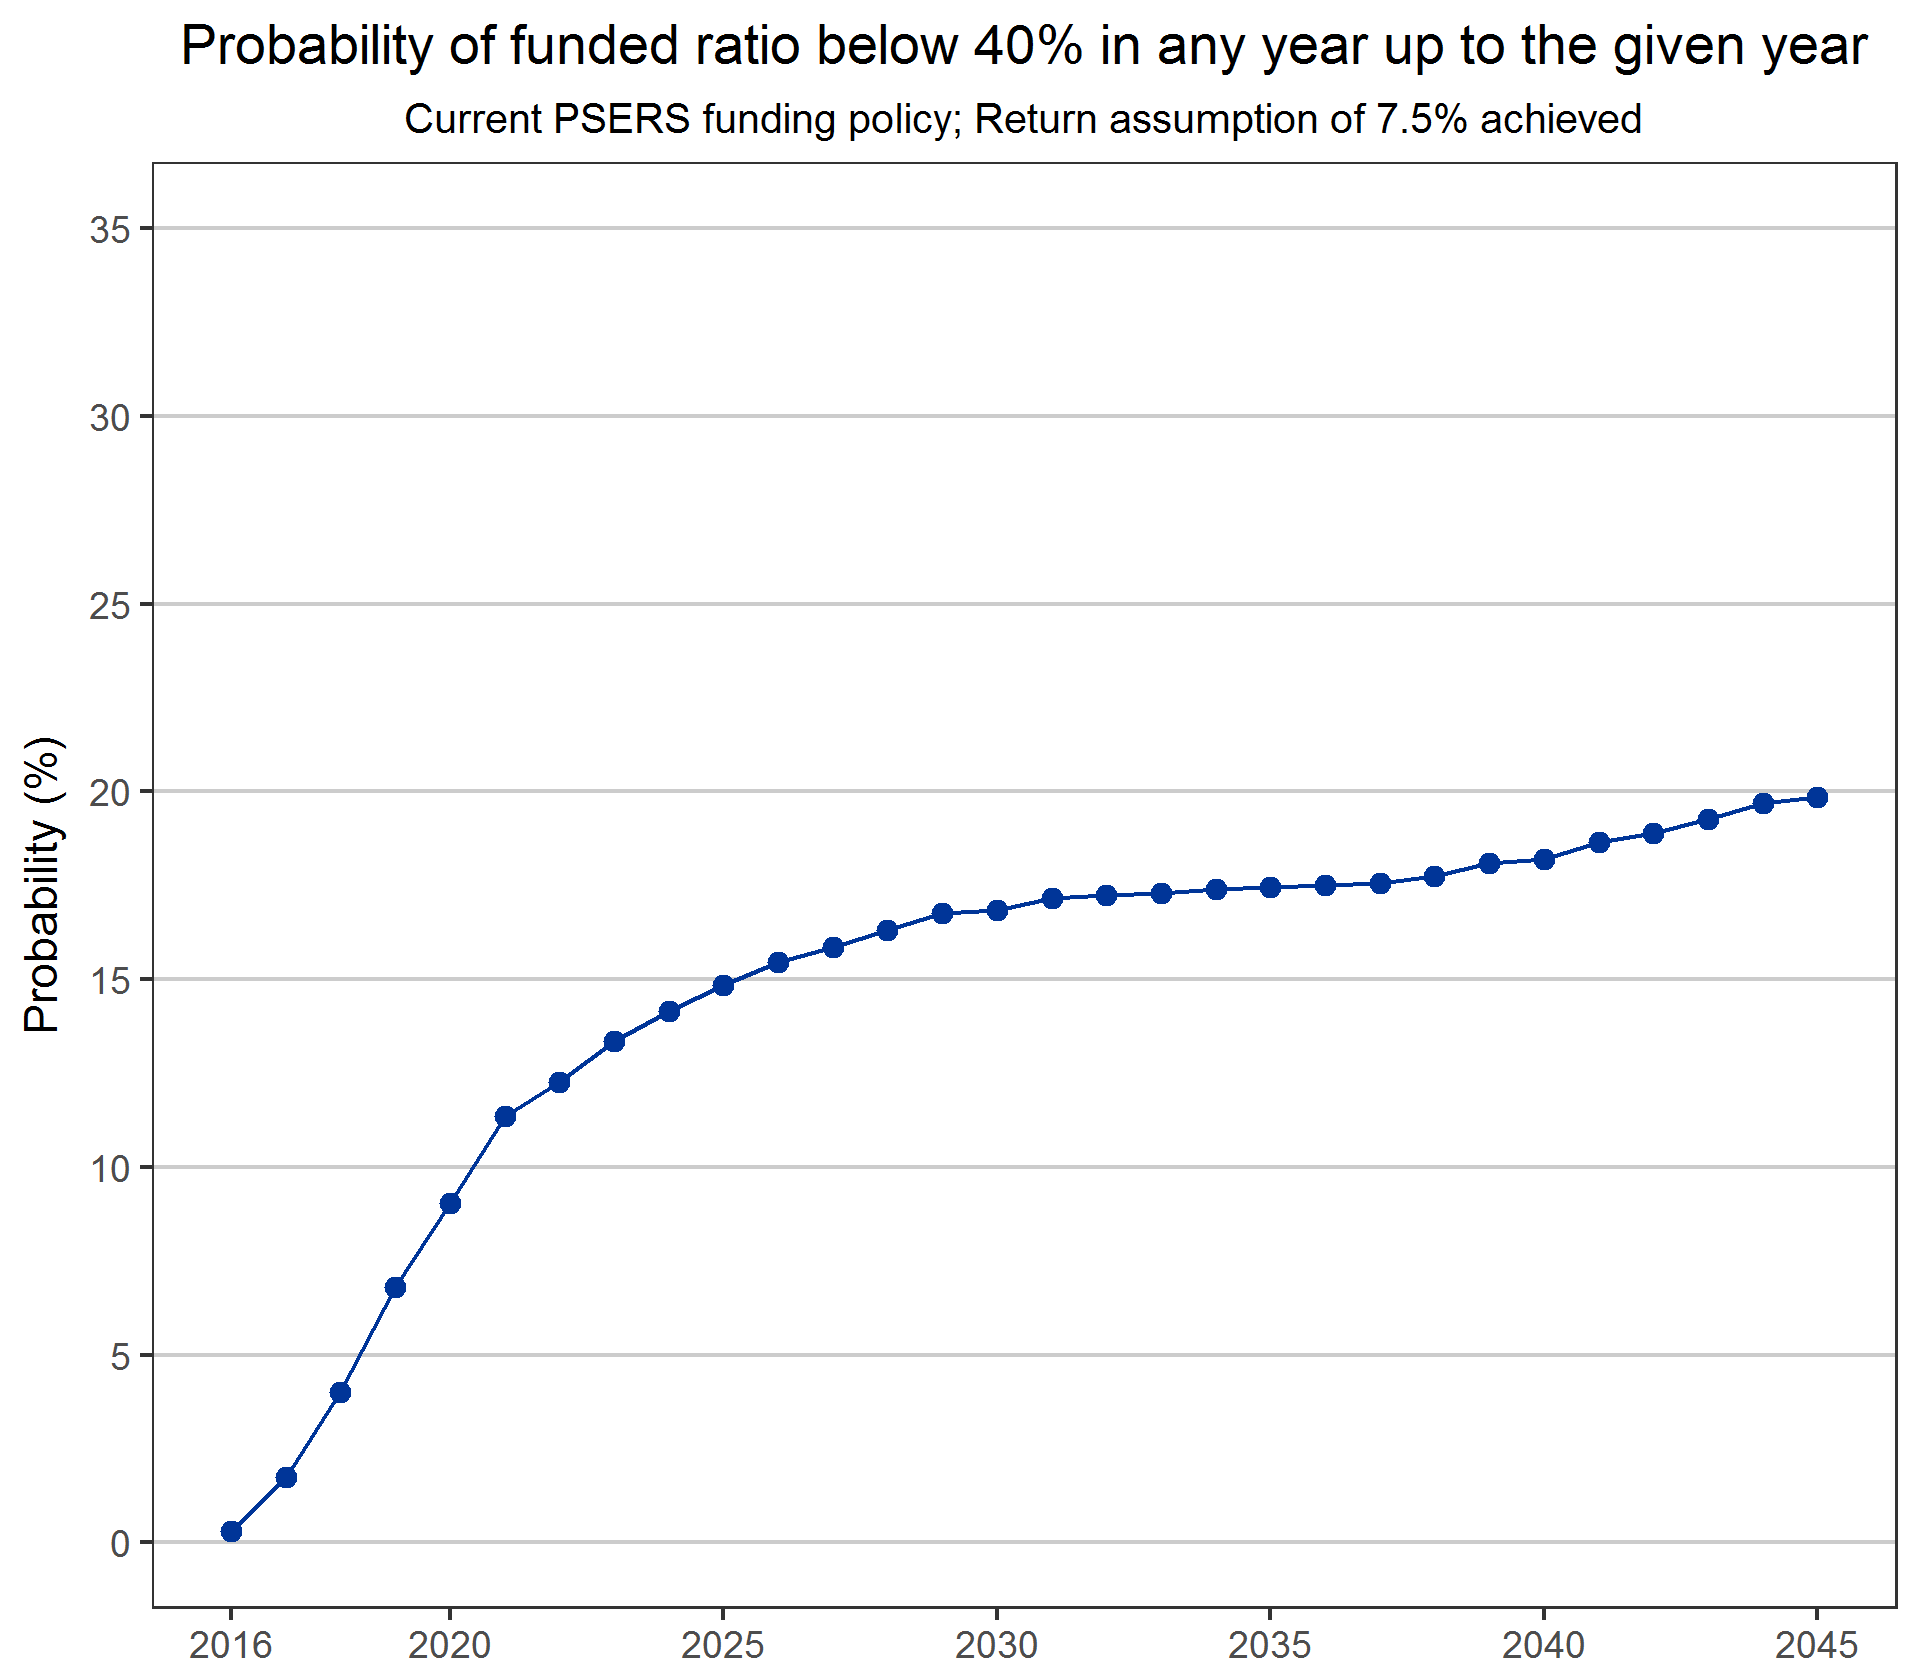 Probability of funded ratio below 40% in any year up to the given year
Current PSERS funding policy; Return assumption of 7.5% achieved
Probability (%)
35
30
25
20
15
10
5
0
2016 2020 2025 2030 2035 2040 2045